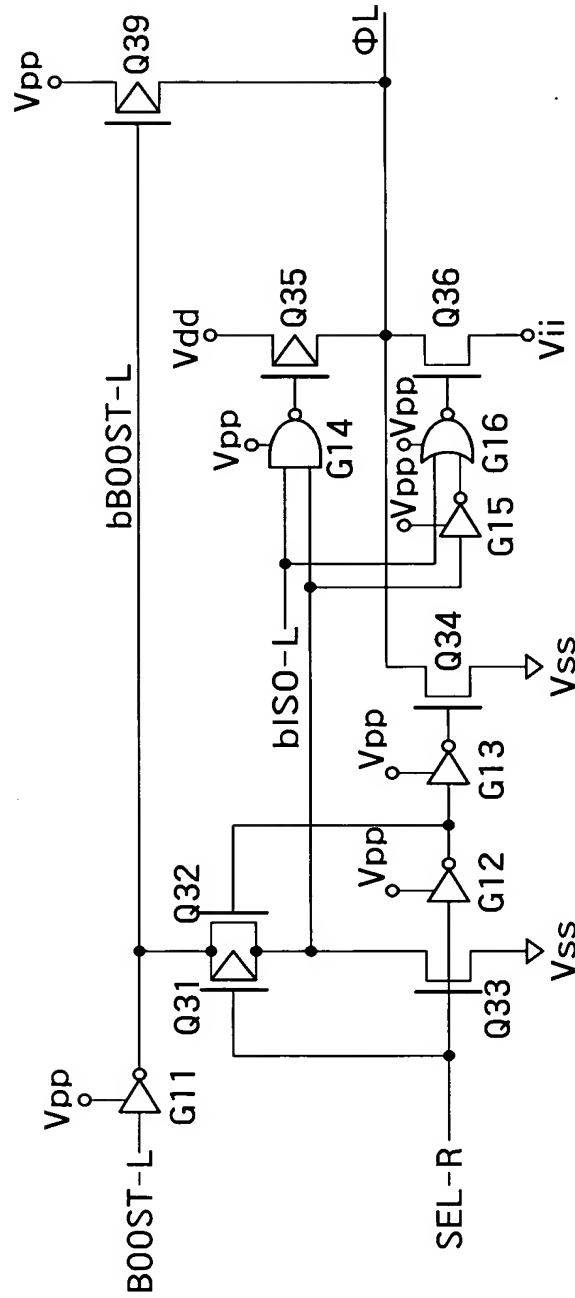 Vpp
Q39
ΦL
bBOOST-L
Vdd
Q35
Vpp
G14
Q36
Vii
Vpp
Vpp
G16
G15
bISO-L
Q34
Vss
Vpp
G13
Q32
Q31
Vpp
G12
Q33
Vss
Vpp
G11
BOOST-L
SEL-R